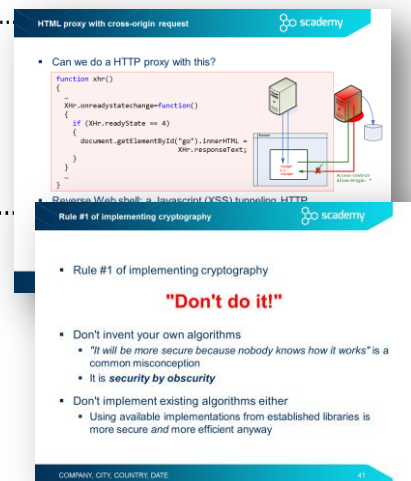 HTML proxy with cross-origin request
scademy
Can we do a HTTP proxy with this?
function xhr()
{
…
XHr.onreadystatechange=function()
{
if (XHr.readyState == 4)
{
document.getElementById("go").innerHTML =
XHr.responseText;
}
}
…
}
Access-Control-
Allow-Origin: *
Reverse Web shell: a Javascript (XSS) tunneling HTTP
Rule #1 of implementing cryptography
scademy
Rule #1 of implementing cryptography
"Don't do it!"
Don't invent your own algorithms
"It will be more secure because nobody knows how it works" is a
common misconception
It is security by obscurity
Don't implement existing algorithms either
Using available implementations from established libraries is
more secure and more efficient anyway
COMPANY, CITY, COUNTRY, DATE
41